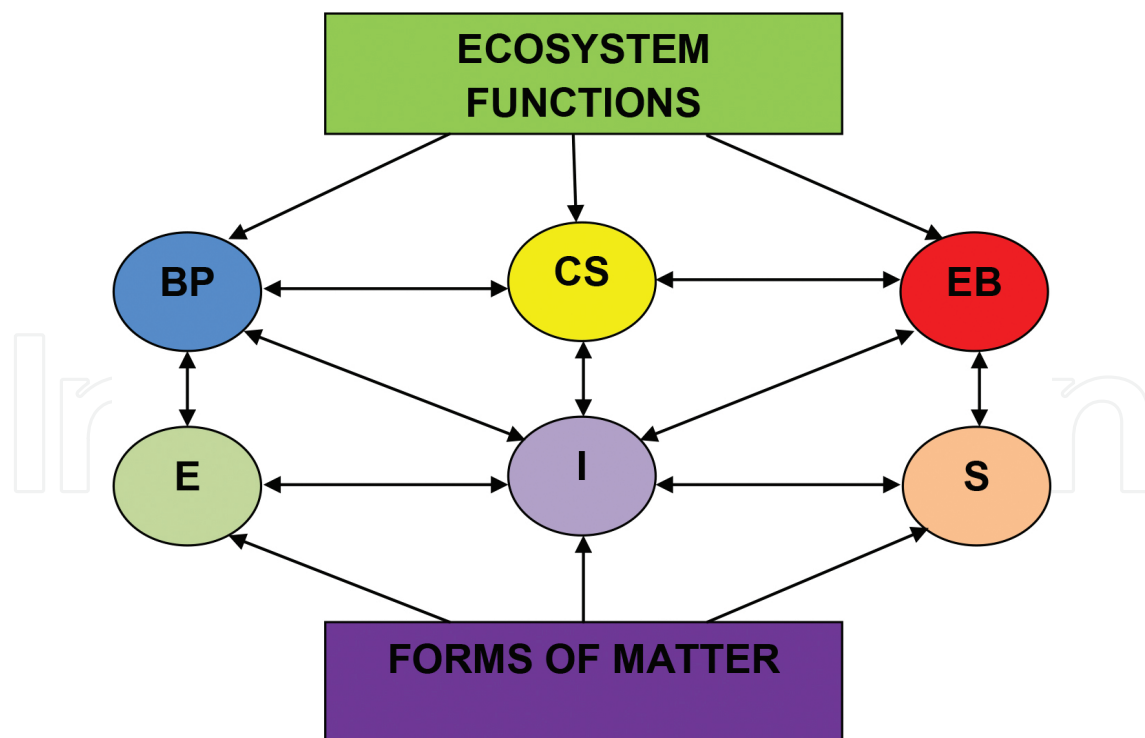 ECOSYSTEM
FUNCTIONS
BP
CS
EB
E
I
S
FORMS OF MATTER